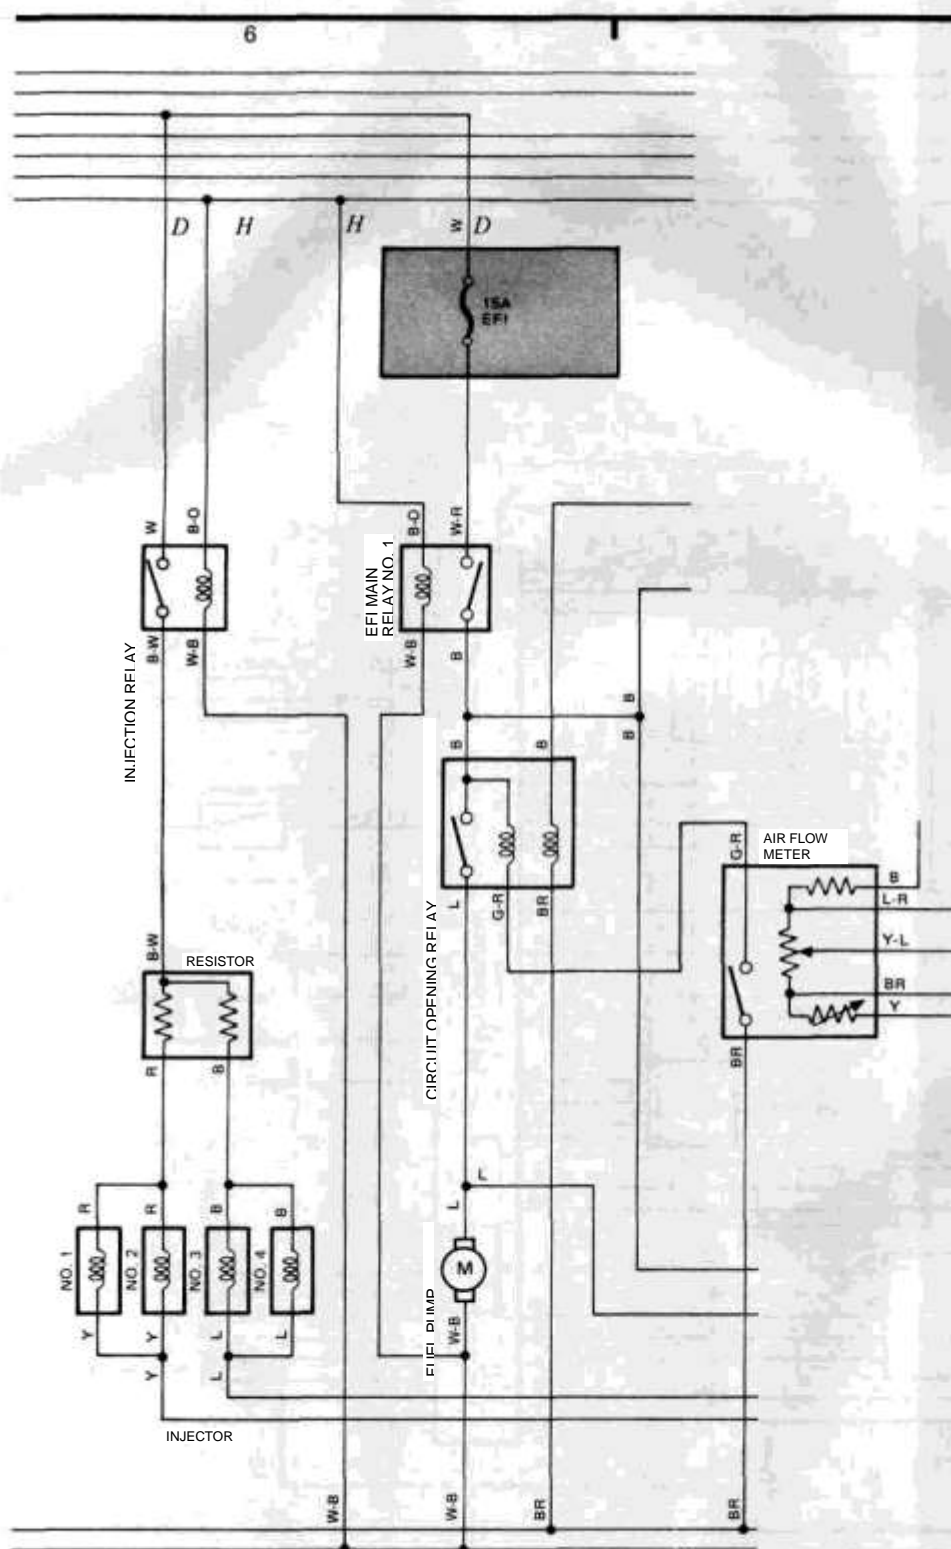 6
D
H
H
W
D
15A
EFI
W
B-O
B-O
W-R
EFI MAIN
RELAY NO. 1
B-W
W-B
W-B
B
INJECTION RELAY
B
B
B
B
AIR FLOW
METER
G-R
B
L-R
Y-L
BR
Y
BR
L
G-R
BR
CIRCUIT OPENING RELAY
B-W
RESISTOR
R
B
L
L
R
R
B
B
NO. 1
NO. 2
NO. 3
NO. 4
M
FUEL PUMP
W-B
Y
Y
L
L
Y
L
INJECTOR
W-B
W-B
BR
BR